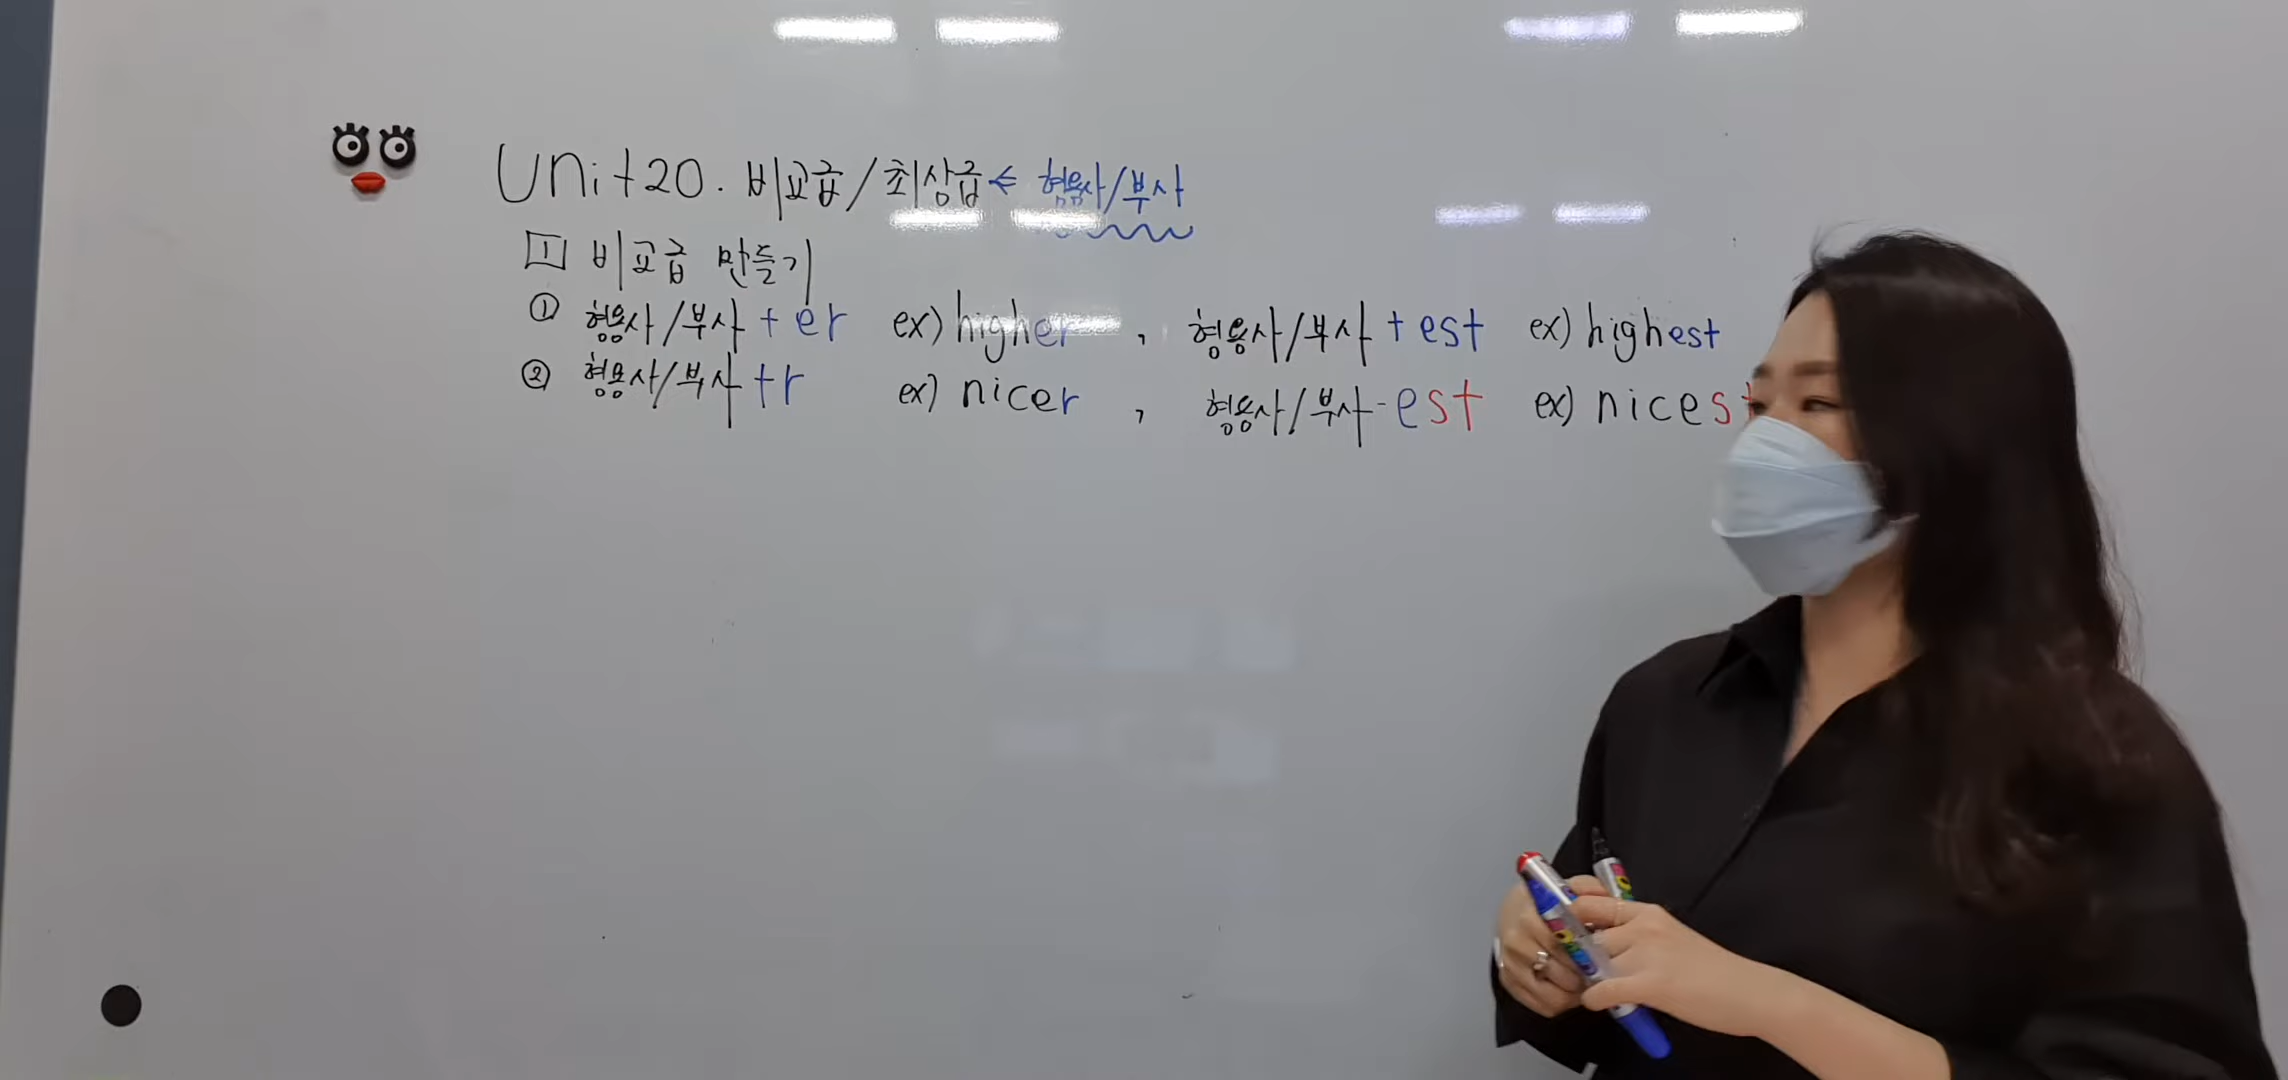 Unit20. 비교급/최상급 ⇐ 형용사/부사
1 비교급 만들기
① 형용사/부사 + er ex) higher , 형용사/부사 + est ex) highest
② 형용사/부사 + r ex) nicer , 형용사/부사 - est ex) nicest